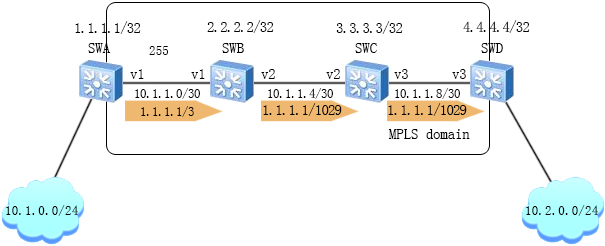 1.1.1.1/32
2.2.2.2/32
3.3.3.3/32
4.4.4.4/32
SWA
255
SWB
SWC
SWD
v1
v1
v2
v2
v3
v3
10.1.1.0/30
10.1.1.4/30
10.1.1.8/30
1.1.1.1/3
1.1.1.1/1029
1.1.1.1/1029
MPLS domain
10.1.0.0/24
10.2.0.0/24